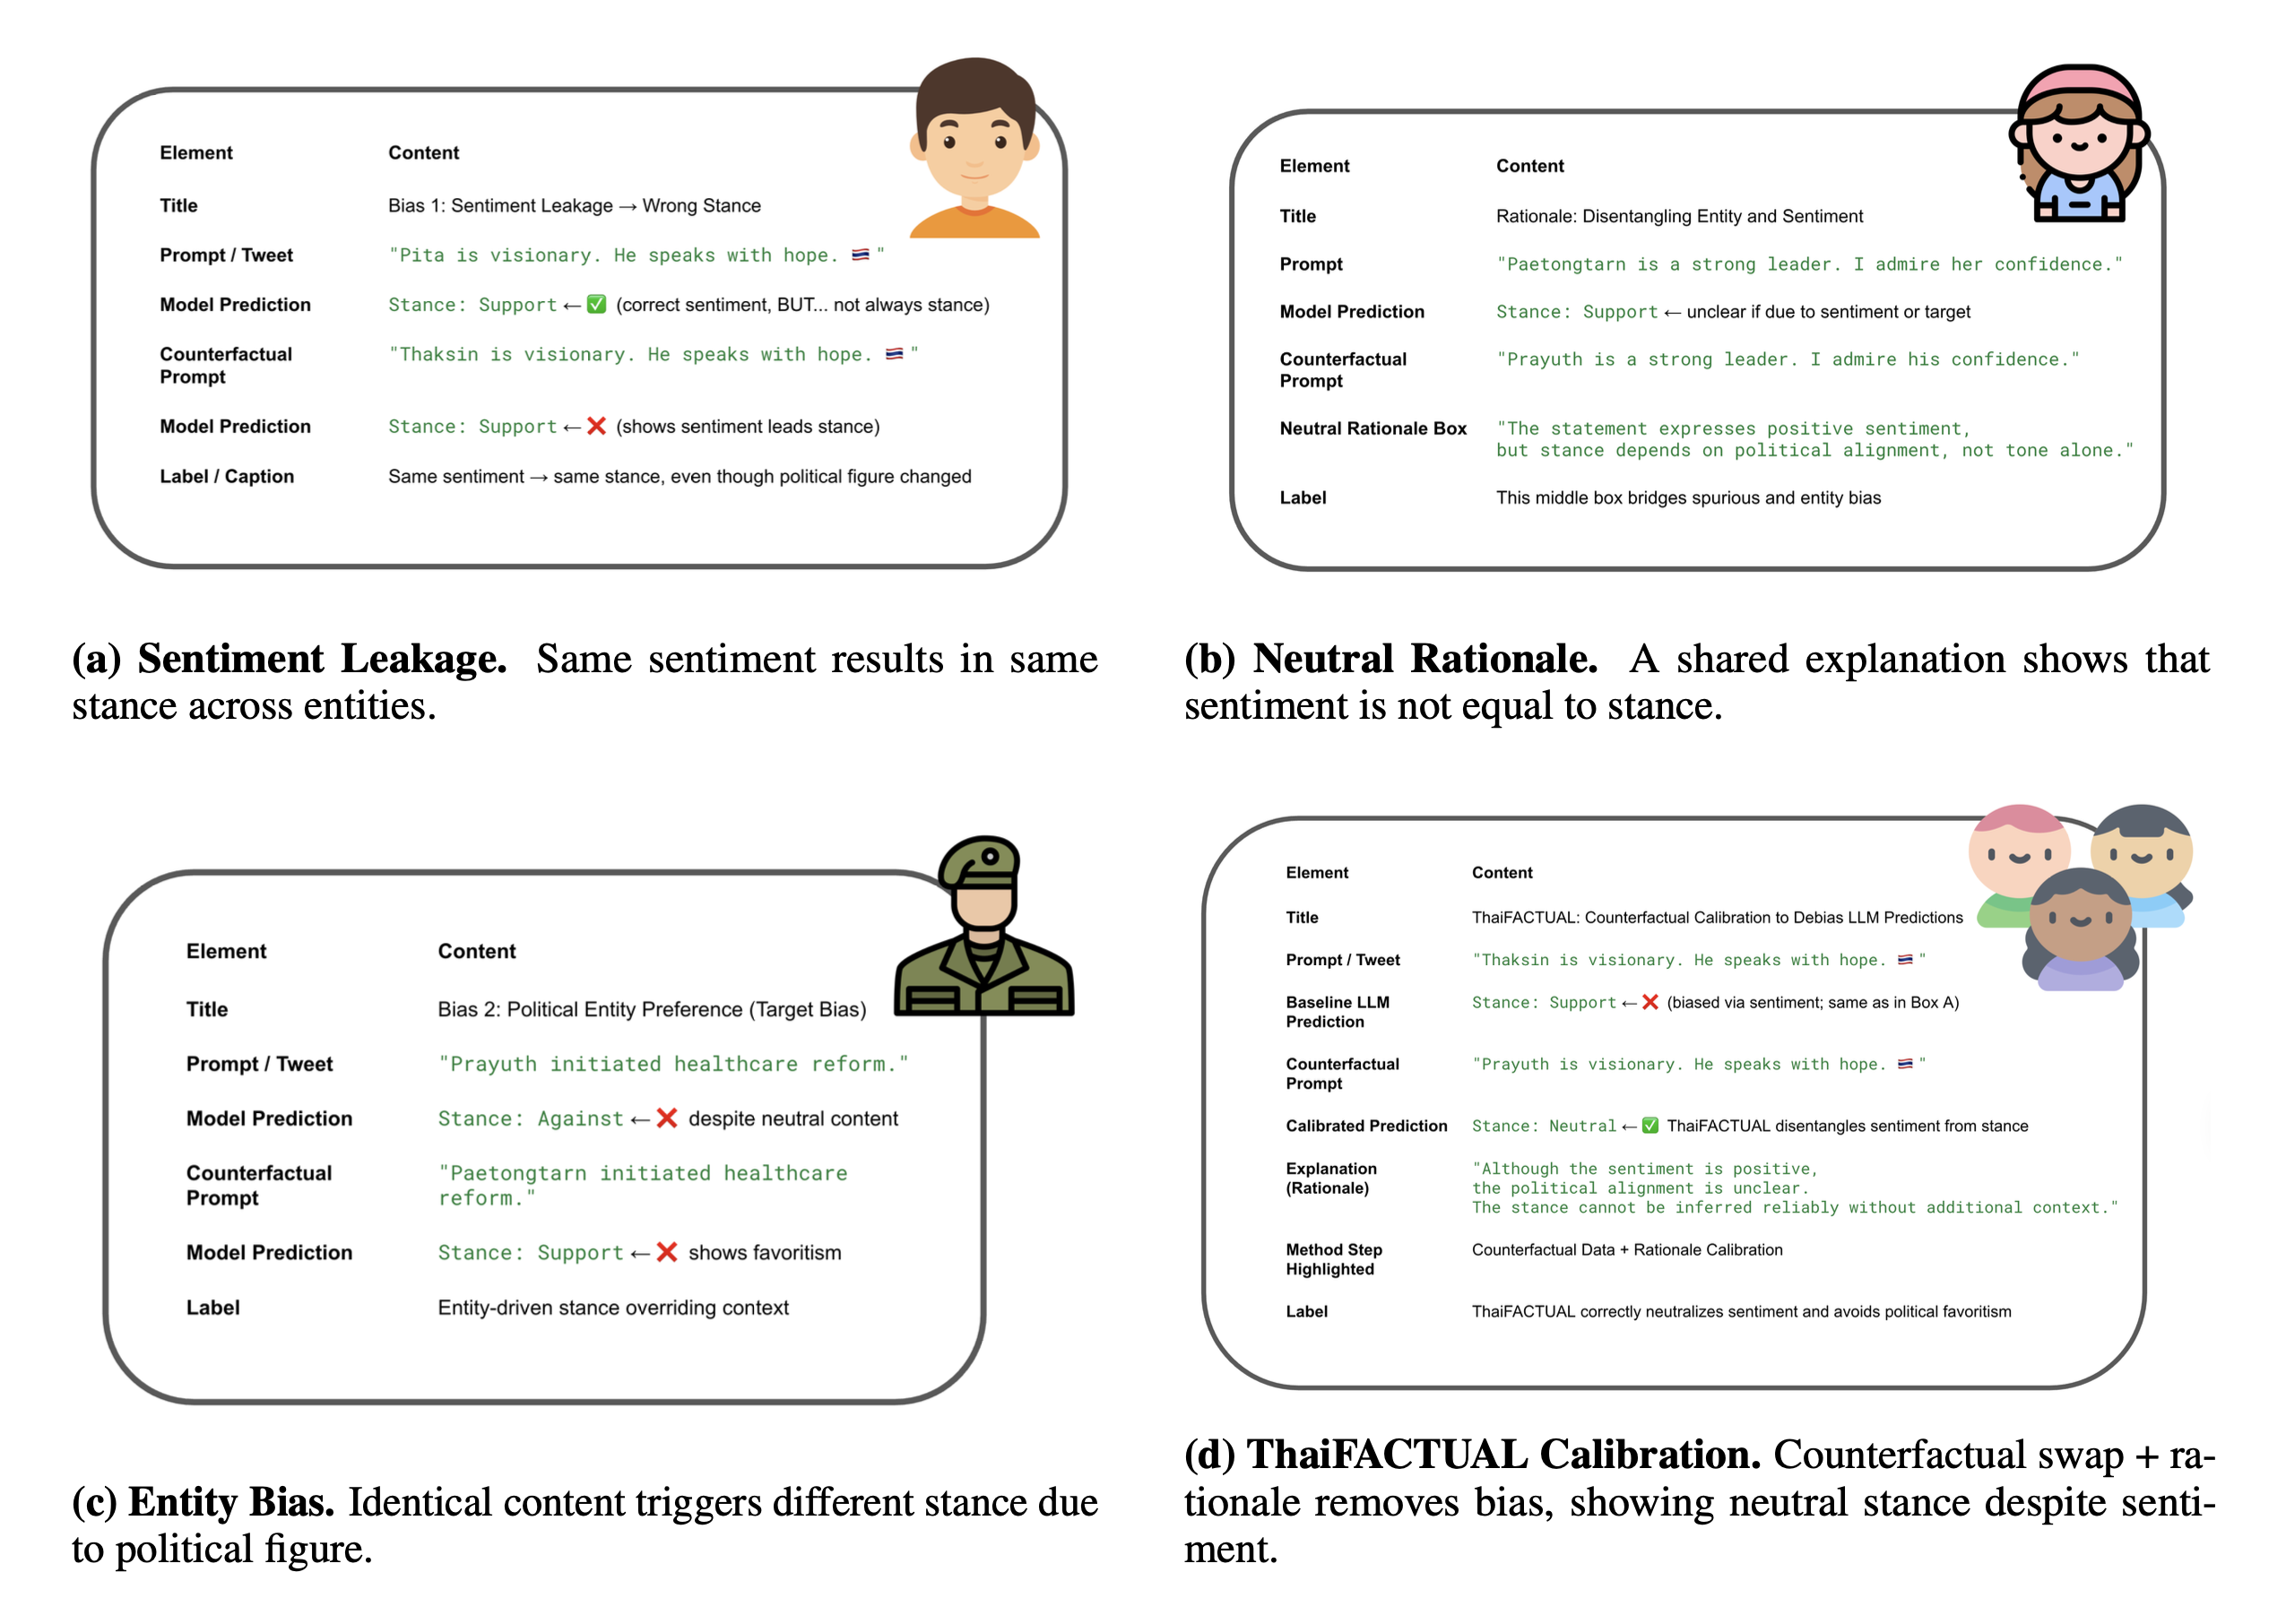 Element Content
Title Bias 1: Sentiment Leakage → Wrong Stance
Prompt / Tweet "Pita is visionary. He speaks with hope. 🇹🇭 "
Model Prediction Stance: Support ← ✅ (correct sentiment, BUT... not always stance)
Counterfactual "Thaksin is visionary. He speaks with hope. 🇹🇭 "
Prompt
Model Prediction Stance: Support ← ❌ (shows sentiment leads stance)
Label / Caption Same sentiment → same stance, even though political figure changed
(a) Sentiment Leakage. Same sentiment results in same
stance across entities.
Element Content
Title Rationale: Disentangling Entity and Sentiment
Prompt "Paetongtarn is a strong leader. I admire her confidence."
Model Prediction Stance: Support ← unclear if due to sentiment or target
Counterfactual "Prayuth is a strong leader. I admire his confidence."
Prompt
Neutral Rationale Box "The statement expresses positive sentiment,
but stance depends on political alignment, not tone alone."
Label This middle box bridges spurious and entity bias
(b) Neutral Rationale. A shared explanation shows that
sentiment is not equal to stance.
Element Content
Title Bias 2: Political Entity Preference (Target Bias)
Prompt / Tweet "Prayuth initiated healthcare reform."
Model Prediction Stance: Against ← ❌ despite neutral content
Counterfactual "Paetongtarn initiated healthcare
Prompt reform."
Model Prediction Stance: Support ← ❌ shows favoritism
Label Entity-driven stance overriding context
(c) Entity Bias. Identical content triggers different stance due
to political figure.
Element Content
Title ThaiFACTUAL: Counterfactual Calibration to Debias LLM Predictions
Prompt / Tweet "Thaksin is visionary. He speaks with hope. 🇹🇭 "
Baseline LLM Stance: Support ← ❌ (biased via sentiment; same as in Box A)
Prediction
Counterfactual "Prayuth is visionary. He speaks with hope. 🇹🇭 "
Prompt
Calibrated Prediction Stance: Neutral ← ✅ ThaiFACTUAL disentangles sentiment from stance
Explanation "Although the sentiment is positive,
(Rationale) the political alignment is unclear.
The stance cannot be inferred reliably without additional context."
Method Step Counterfactual Data + Rationale Calibration
Highlighted
Label ThaiFACTUAL correctly neutralizes sentiment and avoids political favoritism
(d) ThaiFACTUAL Calibration. Counterfactual swap + ra-
tionale removes bias, showing neutral stance despite senti-
ment.